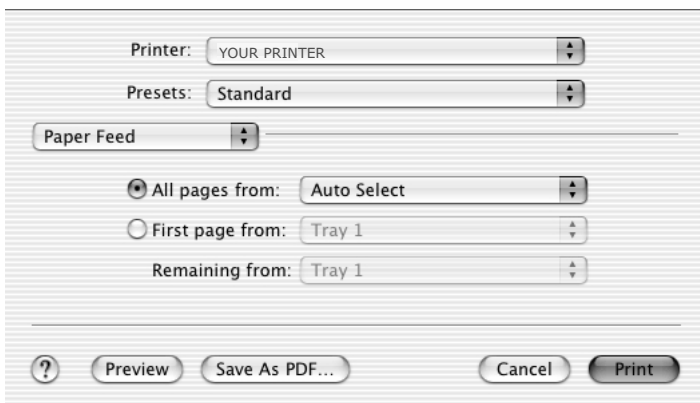 Printer: YOUR PRINTER
Presets: Standard
Paper Feed
All pages from: Auto Select
First page from: Tray 1
Remaining from: Tray 1
? Preview Save As PDF... Cancel Print